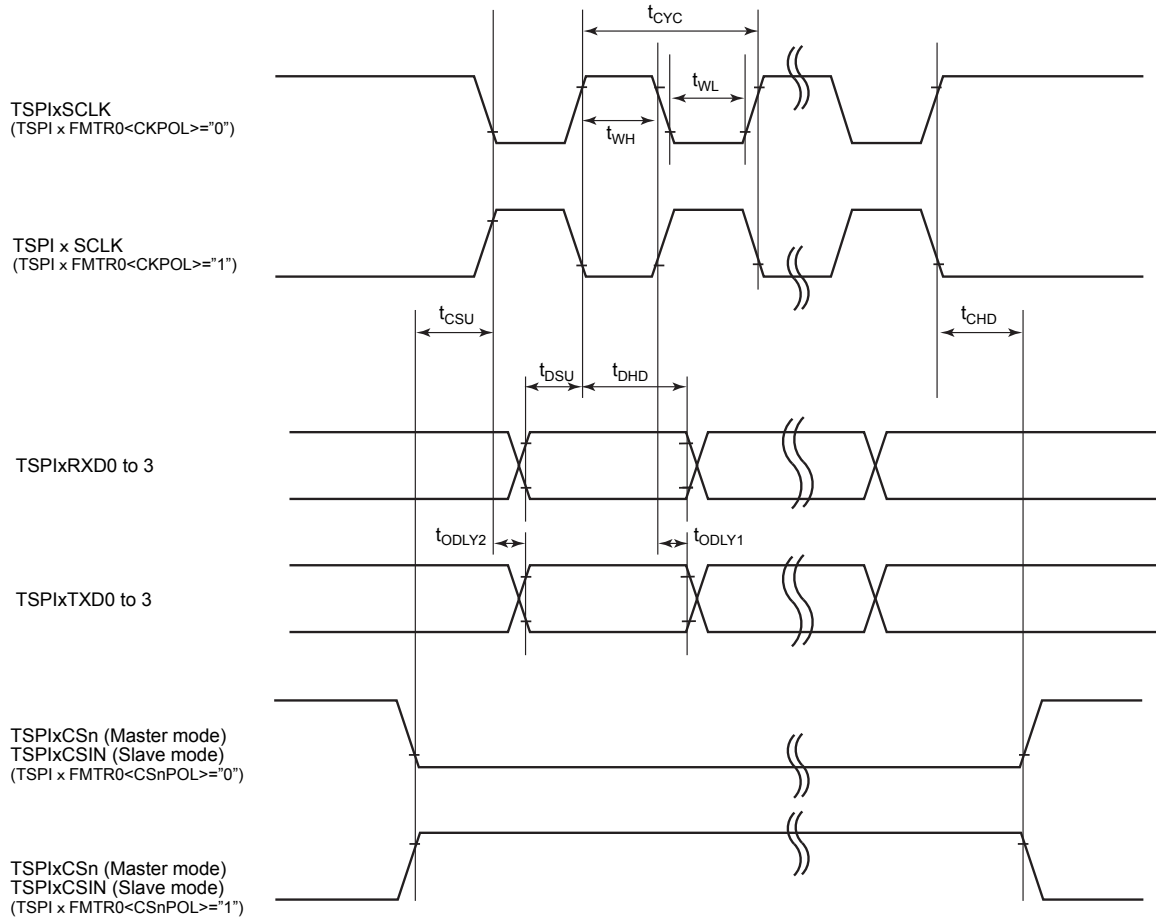 tCYC
TSPIxSCLK
(TSPI x FMTR0<CKPOL>="0")
tWL
tWH
TSPI x SCLK
(TSPI x FMTR0<CKPOL>="1")
tCSU
tCHD
tDSU
tDHD
TSPIxRXD0 to 3
tODLY2
tODLY1
TSPIxTXD0 to 3
TSPIxCSn (Master mode)
TSPIxCSIN (Slave mode)
(TSPI x FMTR0<CSnPOL>="0")
TSPIxCSn (Master mode)
TSPIxCSIN (Slave mode)
(TSPI x FMTR0<CSnPOL>="1")